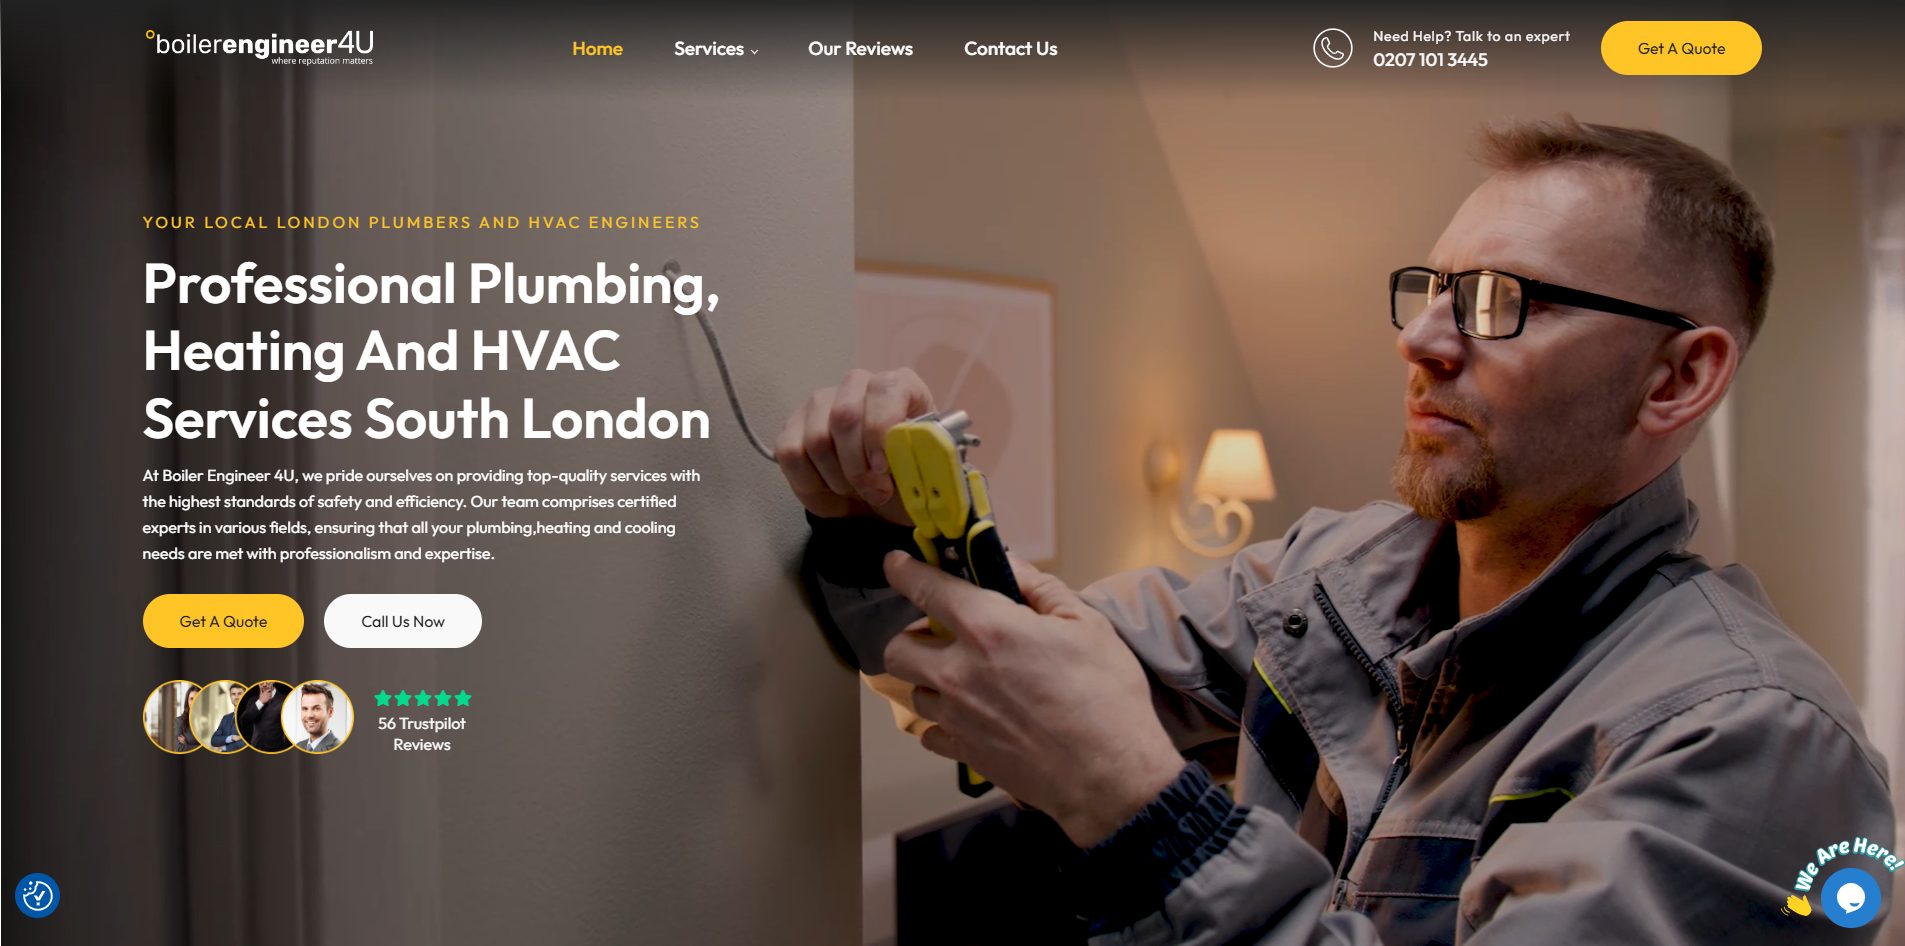 °boilerengineer4U
where reputation matters
Home
Services
Our Reviews
Contact Us
Need Help? Talk to an expert
0207 101 3445
Get A Quote
YOUR LOCAL LONDON PLUMBERS AND HVAC ENGINEERS
Professional Plumbing,
Heating And HVAC
Services South London
At Boiler Engineer 4U, we pride ourselves on providing top-quality services with
the highest standards of safety and efficiency. Our team comprises certified
experts in various fields, ensuring that all your plumbing,heating and cooling
needs are met with professionalism and expertise.
Get A Quote
Call Us Now
56 Trustpilot
Reviews
We Are Here!